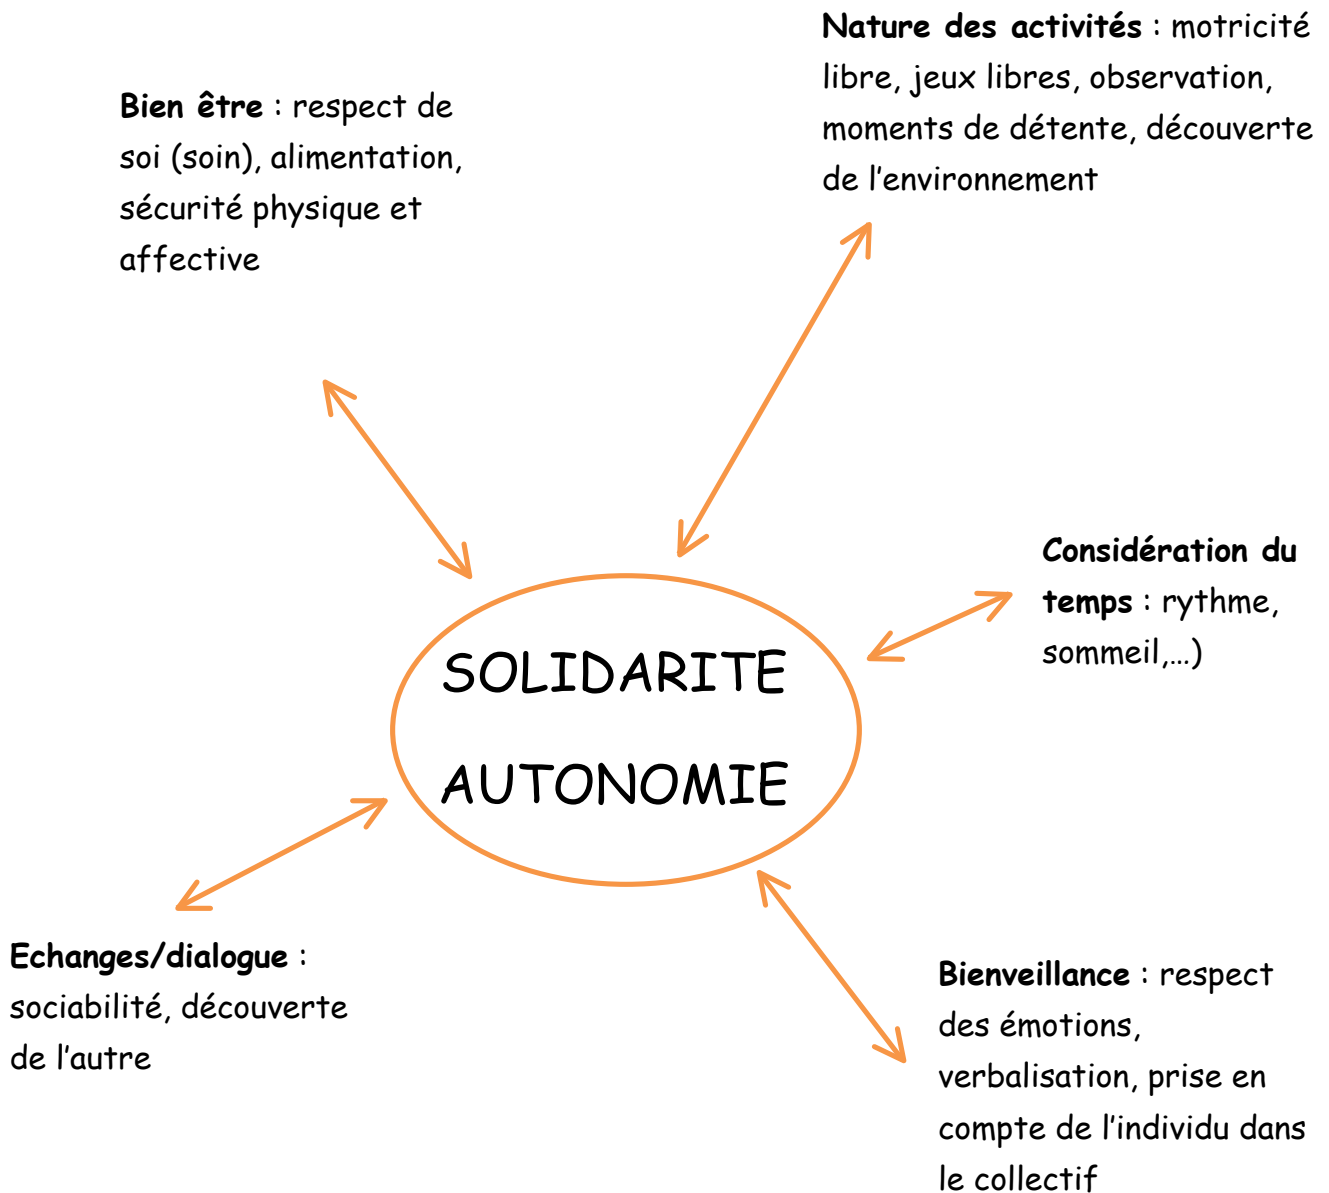 Nature des activités : motricité
libre, jeux libres, observation,
moments de détente, découverte
de l'environnement
Bien être : respect de
soi (soin), alimentation,
sécurité physique et
affective
Considération du
temps : rythme,
sommeil,…)
SOLIDARITE
AUTONOMIE
Echanges/dialogue :
sociabilité, découverte
de l'autre
Bienveillance : respect
des émotions,
verbalisation, prise en
compte de l'individu dans
le collectif